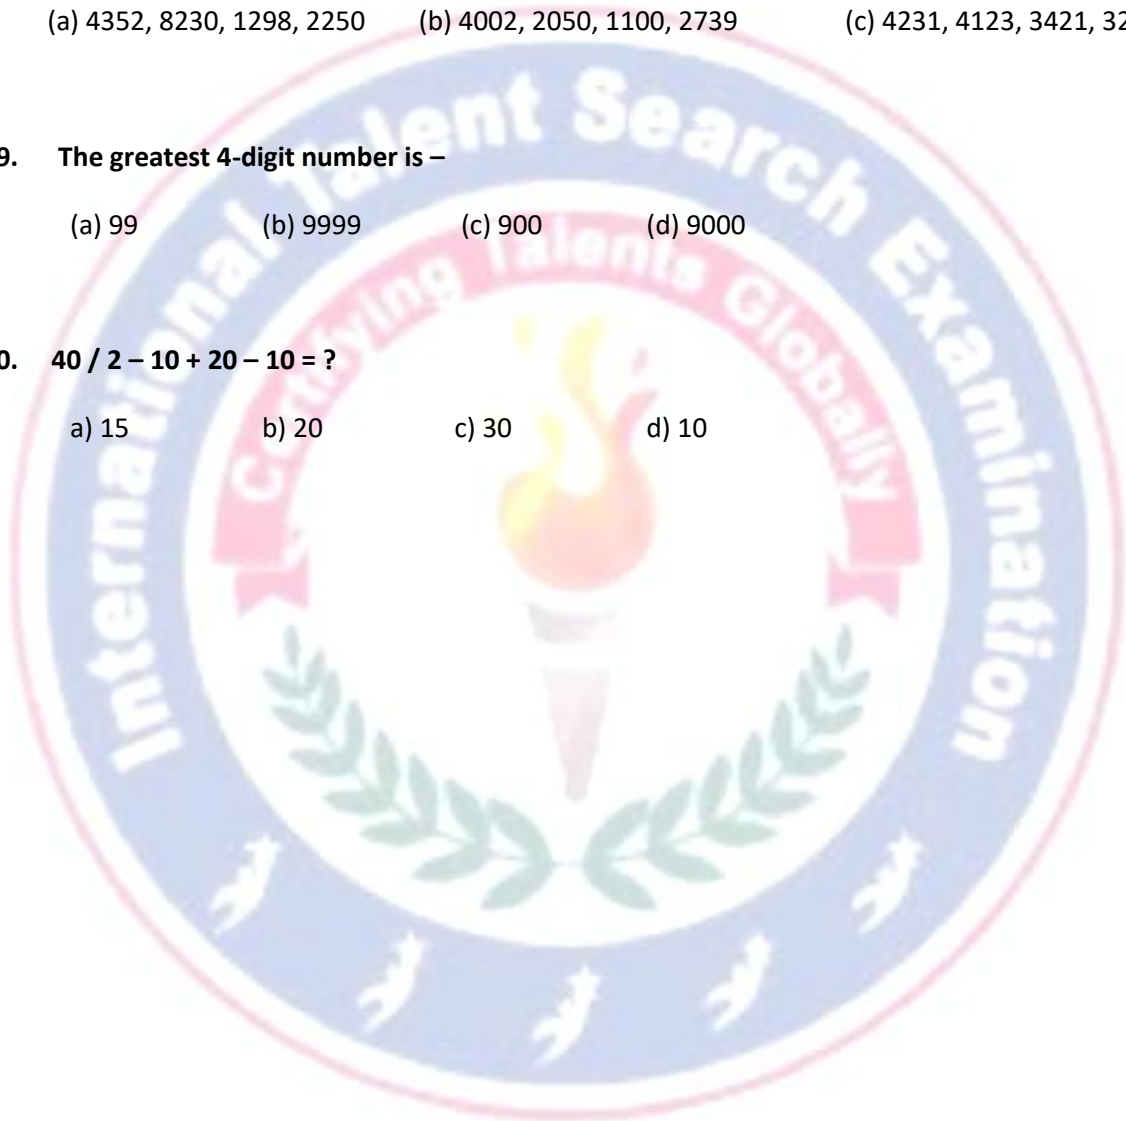 (a) 4352, 8230, 1298, 2250 (b) 4002, 2050, 1100, 2739 (c) 4231, 4123, 3421, 32
9. The greatest 4-digit number is –
(a) 99 (b) 9999 (c) 900 (d) 9000
0. 40 / 2 – 10 + 20 – 10 = ?
a) 15 b) 20 c) 30 d) 10
International Talent Search Examination
Certifying Talents Globally